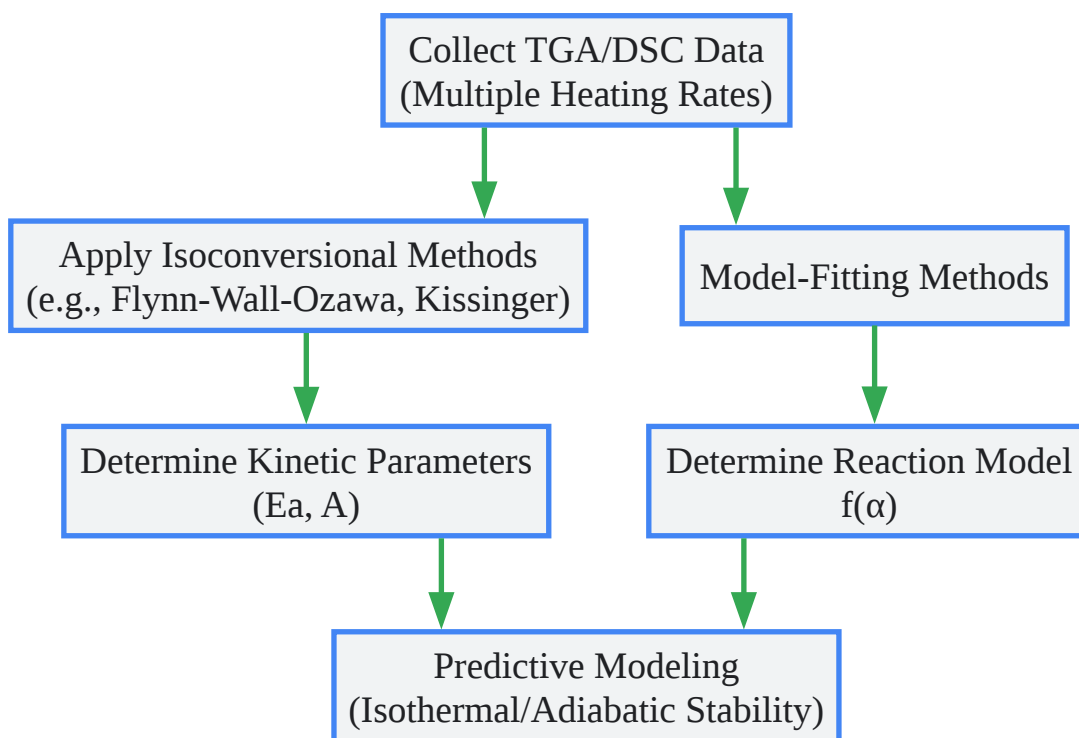 Collect TGA/DSC Data
(Multiple Heating Rates)
Apply Isoconversional Methods
(e.g., Flynn-Wall-Ozawa, Kissinger)
Model-Fitting Methods
Determine Kinetic Parameters
(Ea, A)
Determine Reaction Model
f(α)
Predictive Modeling
(Isothermal/Adiabatic Stability)